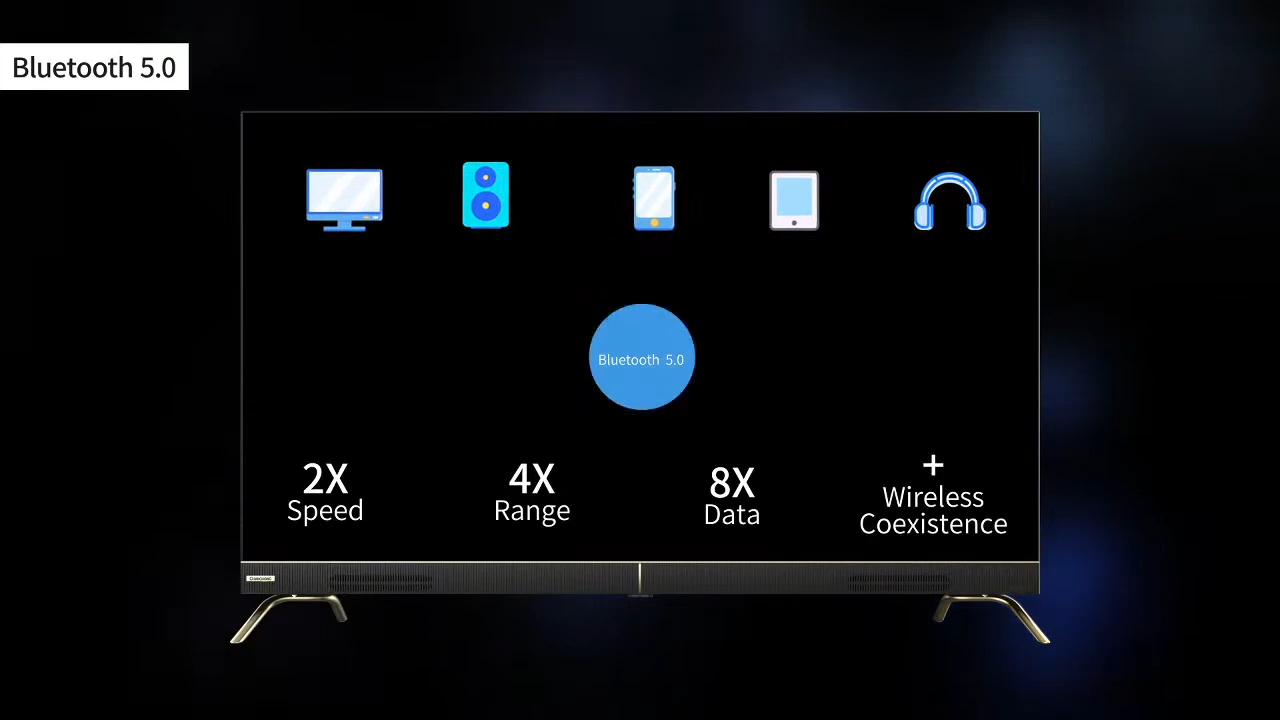 Bluetooth 5.0
Bluetooth 5.0
2X
Speed
4X
Range
8X
Data
+
Wireless
Coexistence